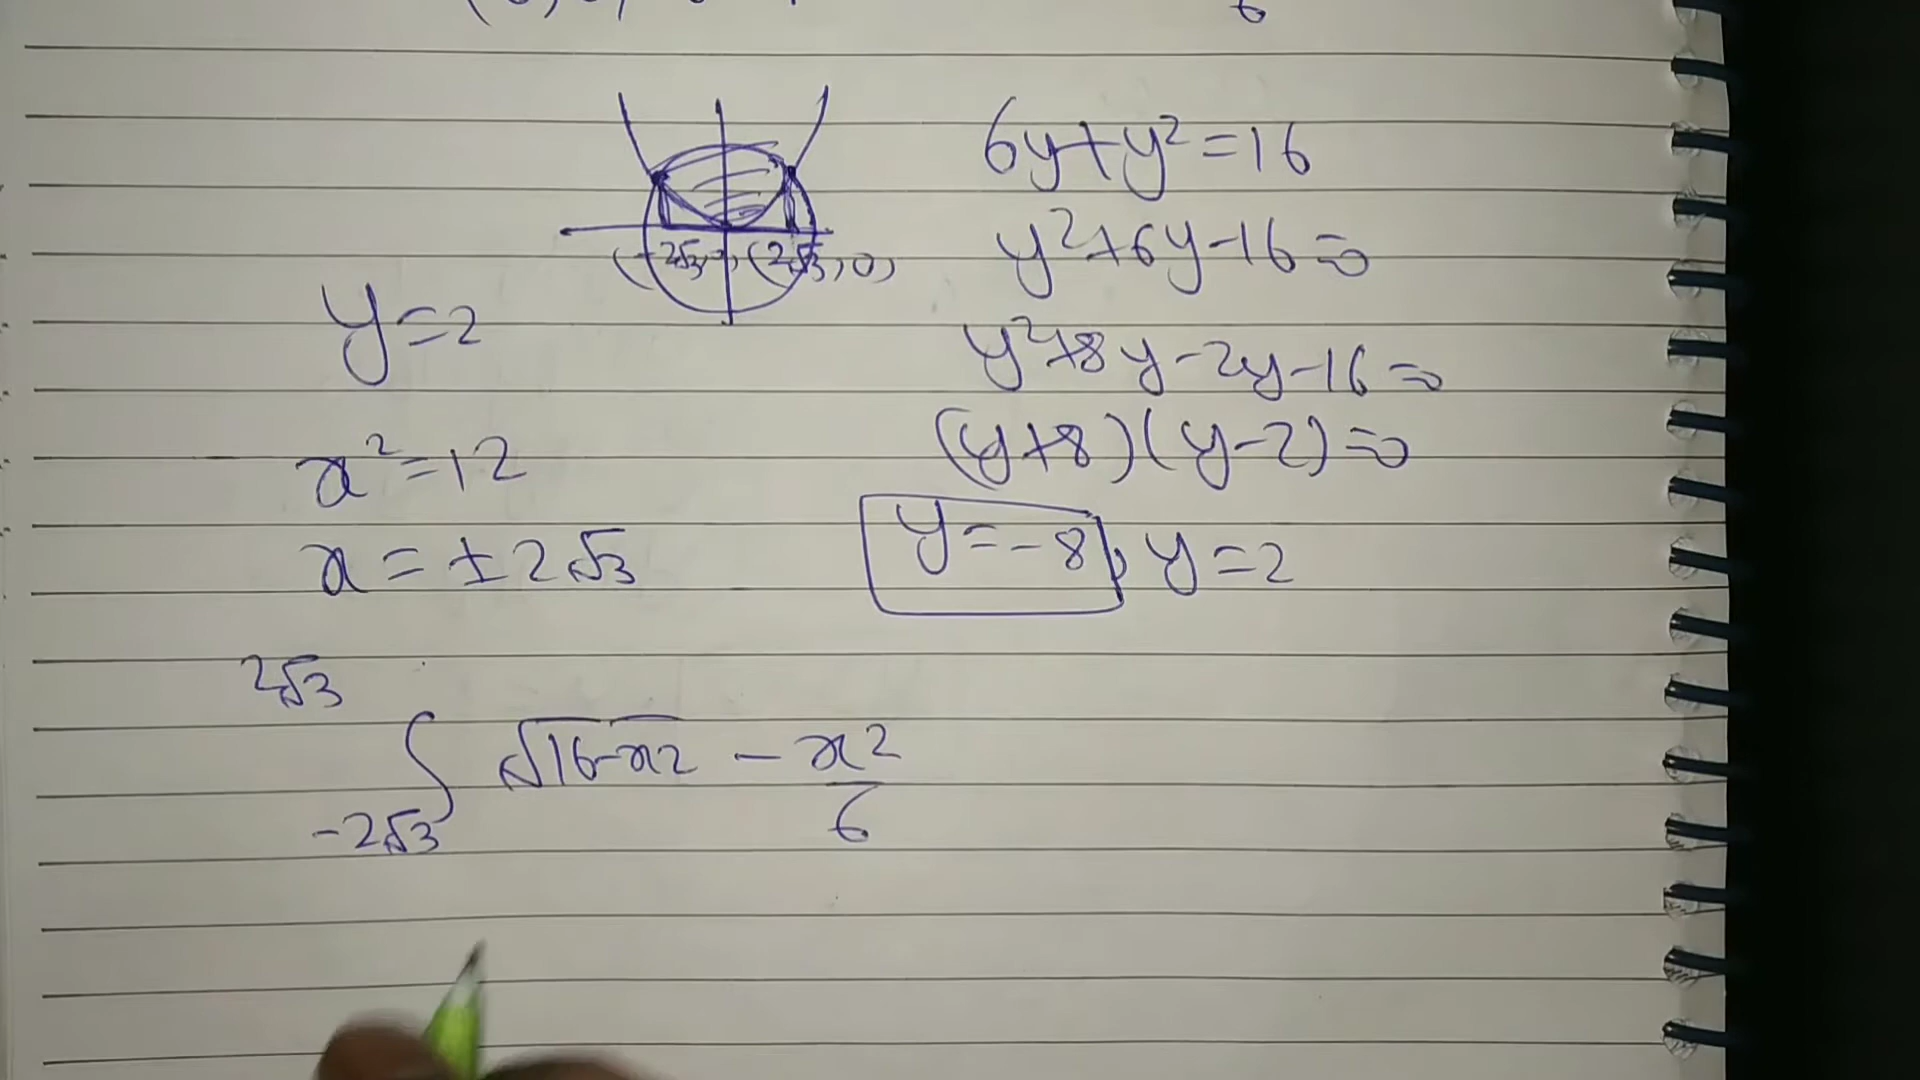 6
6y+y²=16
y²+6y-16=0
(-2√3,0) (2√3,0)
y=2
y²+8y-2y-16=0
x²=12
(y+8)(y-2)=0
x=±2√3
y=-8, y=2
2√3
∫ √16-x2 - x2/6
-2√3